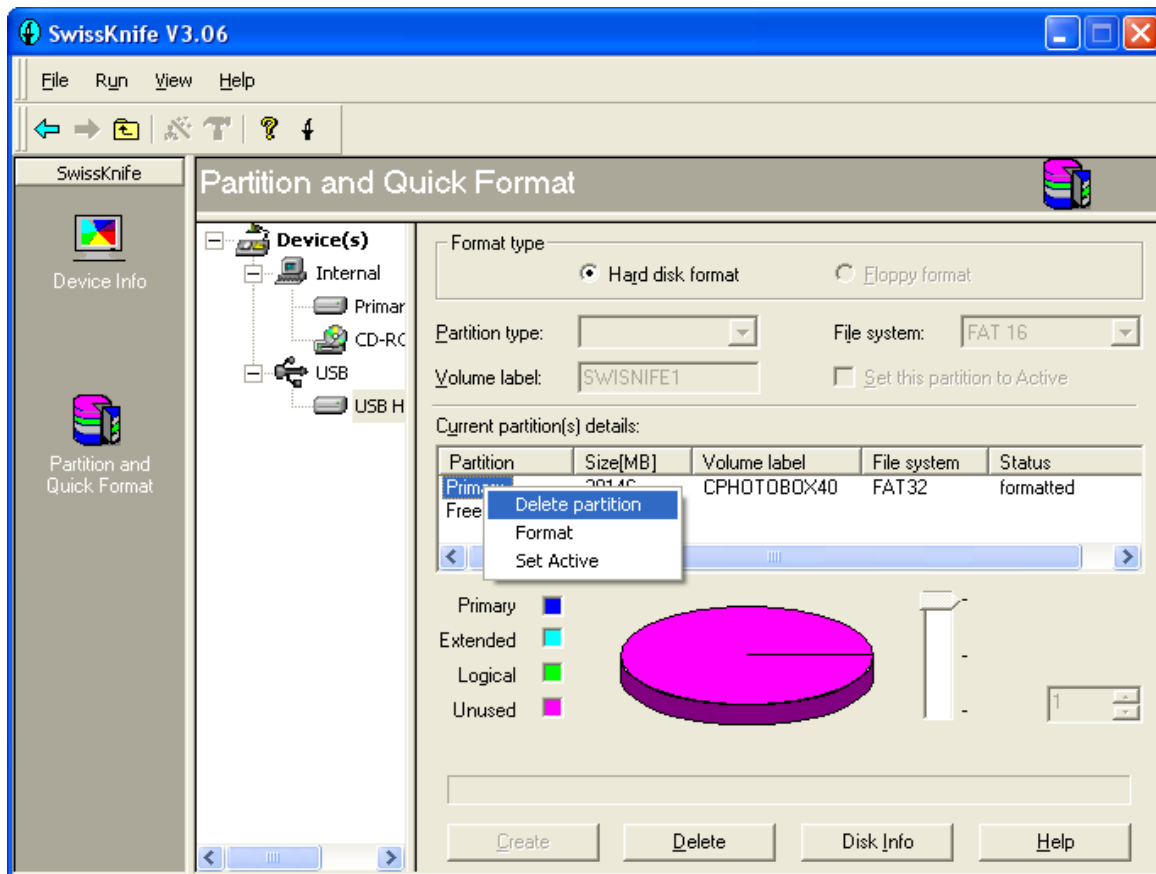 SwissKnife V3.06
File Run View Help
SwissKnife
Device Info
Partition and
Quick Format
Partition and Quick Format
Device(s)
Internal
Primar
CD-RC
USB
USB H
Format type
Hard disk format Floppy format
Partition type: File system: FAT 16
Volume label: SWISNIFE1 Set this partition to Active
Current partition(s) details:
Partition Size[MB] Volume label File system Status
CPHOTOBOX40 FAT32 formatted
Free
Delete partition
Format
Set Active
Primary
Extended
Logical
Unused
1
Create Delete Disk Info Help